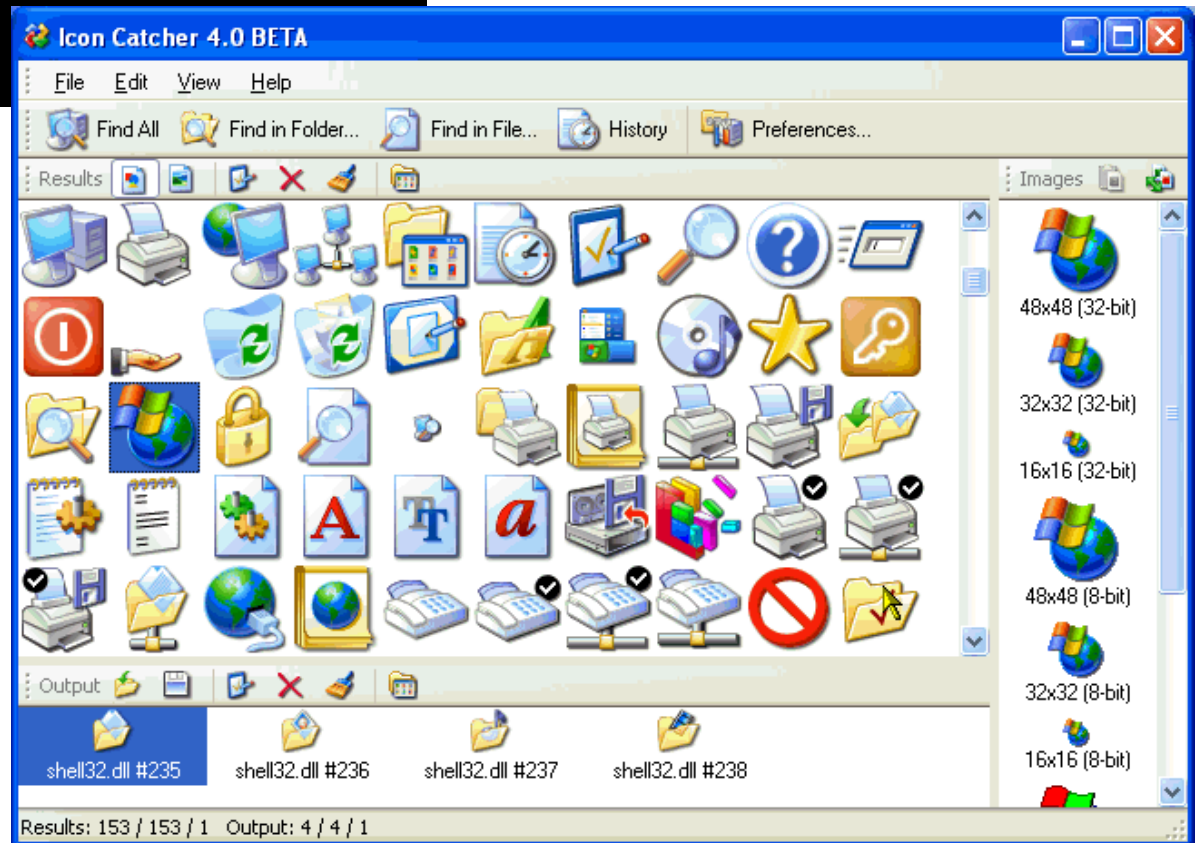 Icon Catcher 4.0 BETA
File Edit View Help
Find All Find in Folder... Find in File... History Preferences...
Results
Images
48x48 (32-bit)
32x32 (32-bit)
16x16 (32-bit)
48x48 (8-bit)
32x32 (8-bit)
16x16 (8-bit)
Output
shell32.dll #235 shell32.dll #236 shell32.dll #237 shell32.dll #238
Results: 153 / 153 / 1 Output: 4 / 4 / 1